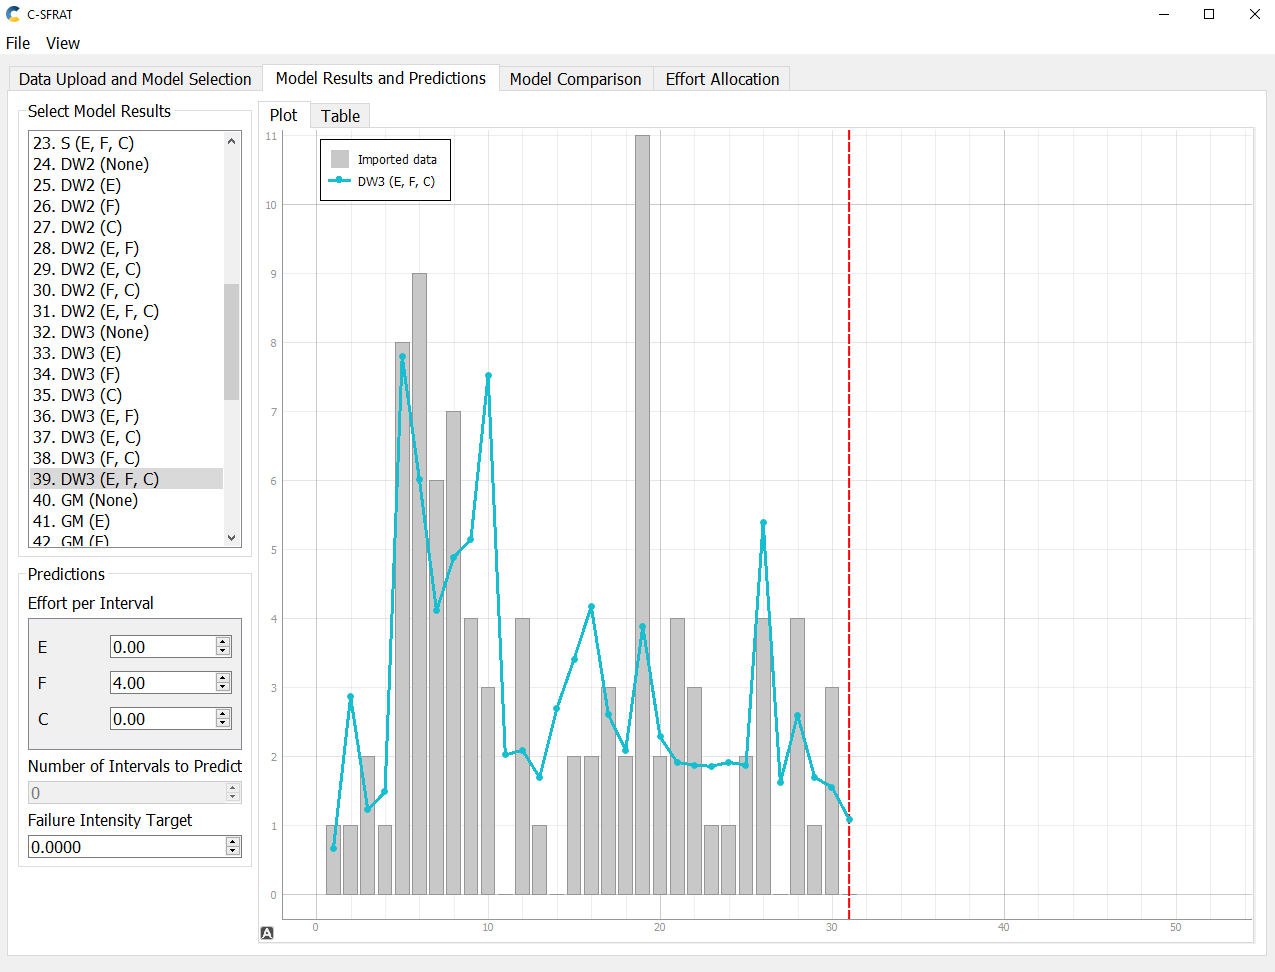 C-SFRAT
File View
Data Upload and Model Selection Model Results and Predictions Model Comparison Effort Allocation
Select Model Results
23. S (E, F, C)
24. DW2 (None)
25. DW2 (E)
26. DW2 (F)
27. DW2 (C)
28. DW2 (E, F)
29. DW2 (E, C)
30. DW2 (F, C)
31. DW2 (E, F, C)
32. DW3 (None)
33. DW3 (E)
34. DW3 (F)
35. DW3 (C)
36. DW3 (E, F)
37. DW3 (E, C)
38. DW3 (F, C)
39. DW3 (E, F, C)
40. GM (None)
41. GM (E)
42. GM (F)
Predictions
Effort per Interval
E 0.00
F 4.00
C 0.00
Number of Intervals to Predict
0
Failure Intensity Target
0.0000
Plot Table
Imported data
DW3 (E, F, C)
11
10
9
8
7
6
5
4
3
2
1
0
0 10 20 30 40 50
A